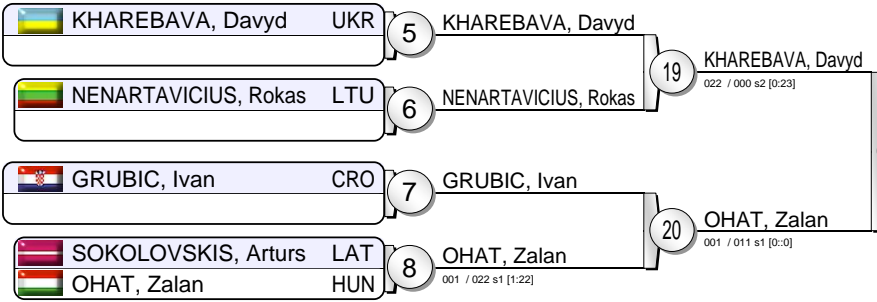 KHAREBAVA, Davyd UKR
5
KHAREBAVA, Davyd
19
KHAREBAVA, Davyd
022 / 000 s2 [0:23]
NENARTAVICIUS, Rokas LTU
6
NENARTAVICIUS, Rokas
GRUBIC, Ivan CRO
7
GRUBIC, Ivan
20
OHAT, Zalan
001 / 011 s1 [0::0]
SOKOLOVSKIS, Arturs LAT
OHAT, Zalan HUN
8
OHAT, Zalan
001 / 022 s1 [1:22]